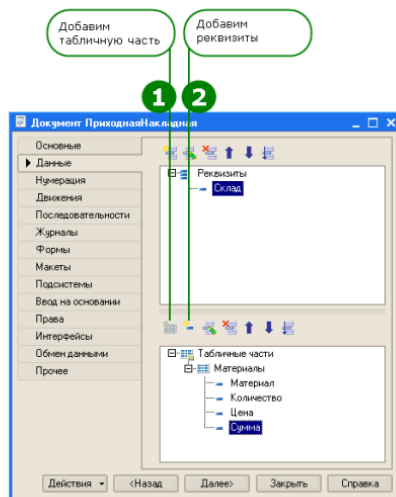 Добавим
табличную часть
Добавим
реквизиты
1 2
Документ ПриходнаяНакладная
Основные
Данные
Нумерация
Движения
Последовательности
Журналы
Формы
Макеты
Подсистемы
Ввод на основании
Права
Интерфейсы
Обмен данными
Прочее
Реквизиты
Склад
Табличные части
Материалы
Материал
Количество
Цена
Сумма
Действия <Назад Далее> Закрыть Справка